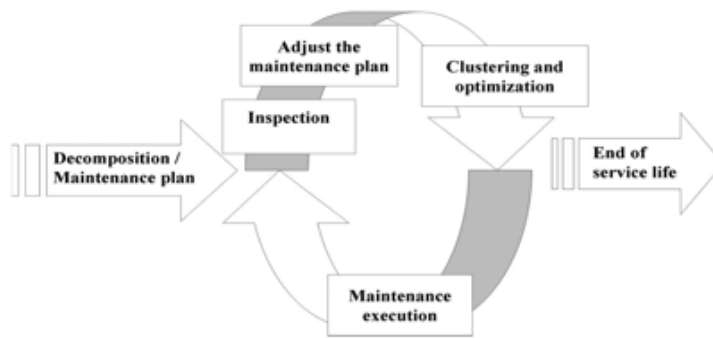 Adjust the
maintenance plan
Clustering and
optimization
Inspection
Decomposition /
Maintenance plan
End of
service life
Maintenance
execution